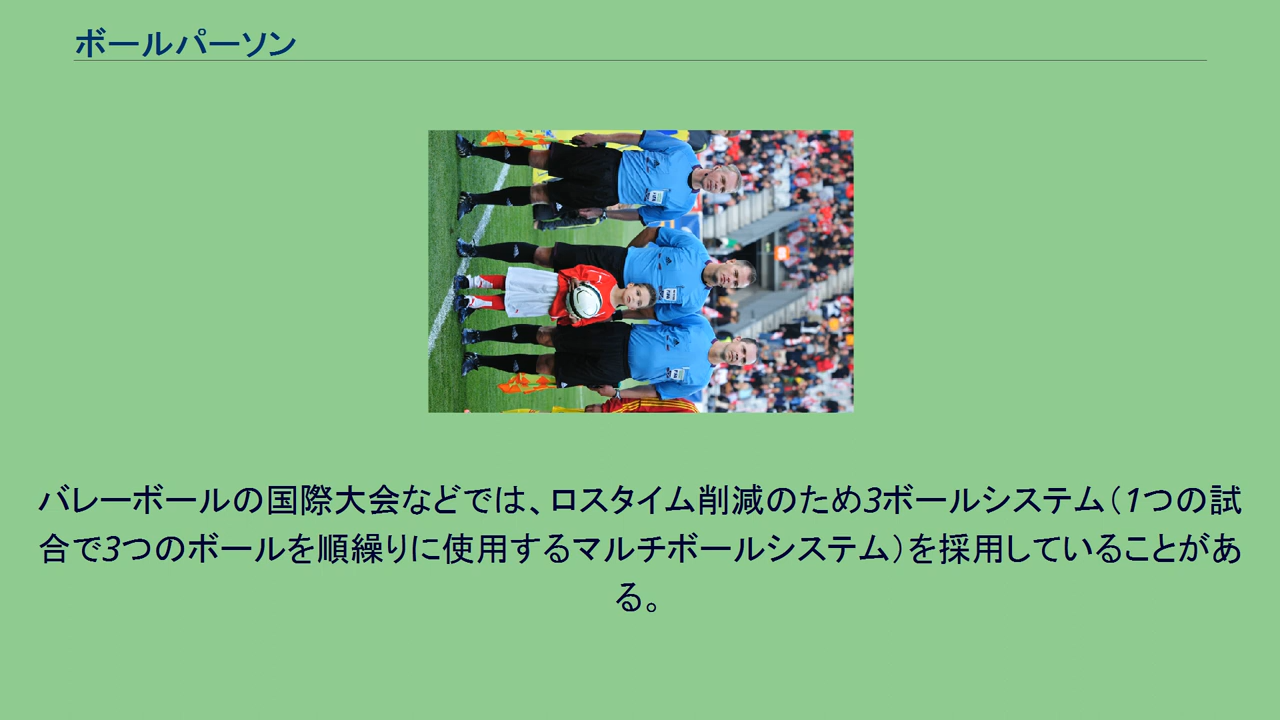 ボールパーソン
バレーボールの国際大会などでは、ロスタイム削減のため3ボールシステム（1つの試
合で3つのボールを順繰りに使用するマルチボールシステム）を採用していることがあ
る。